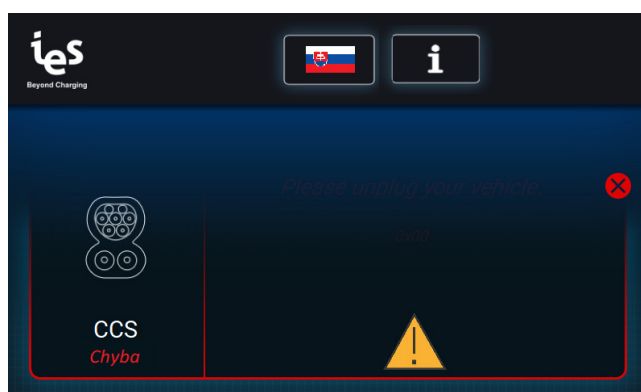 ies
Beyond Charging
i
Please unplug your vehicle.
CCS
Chyba